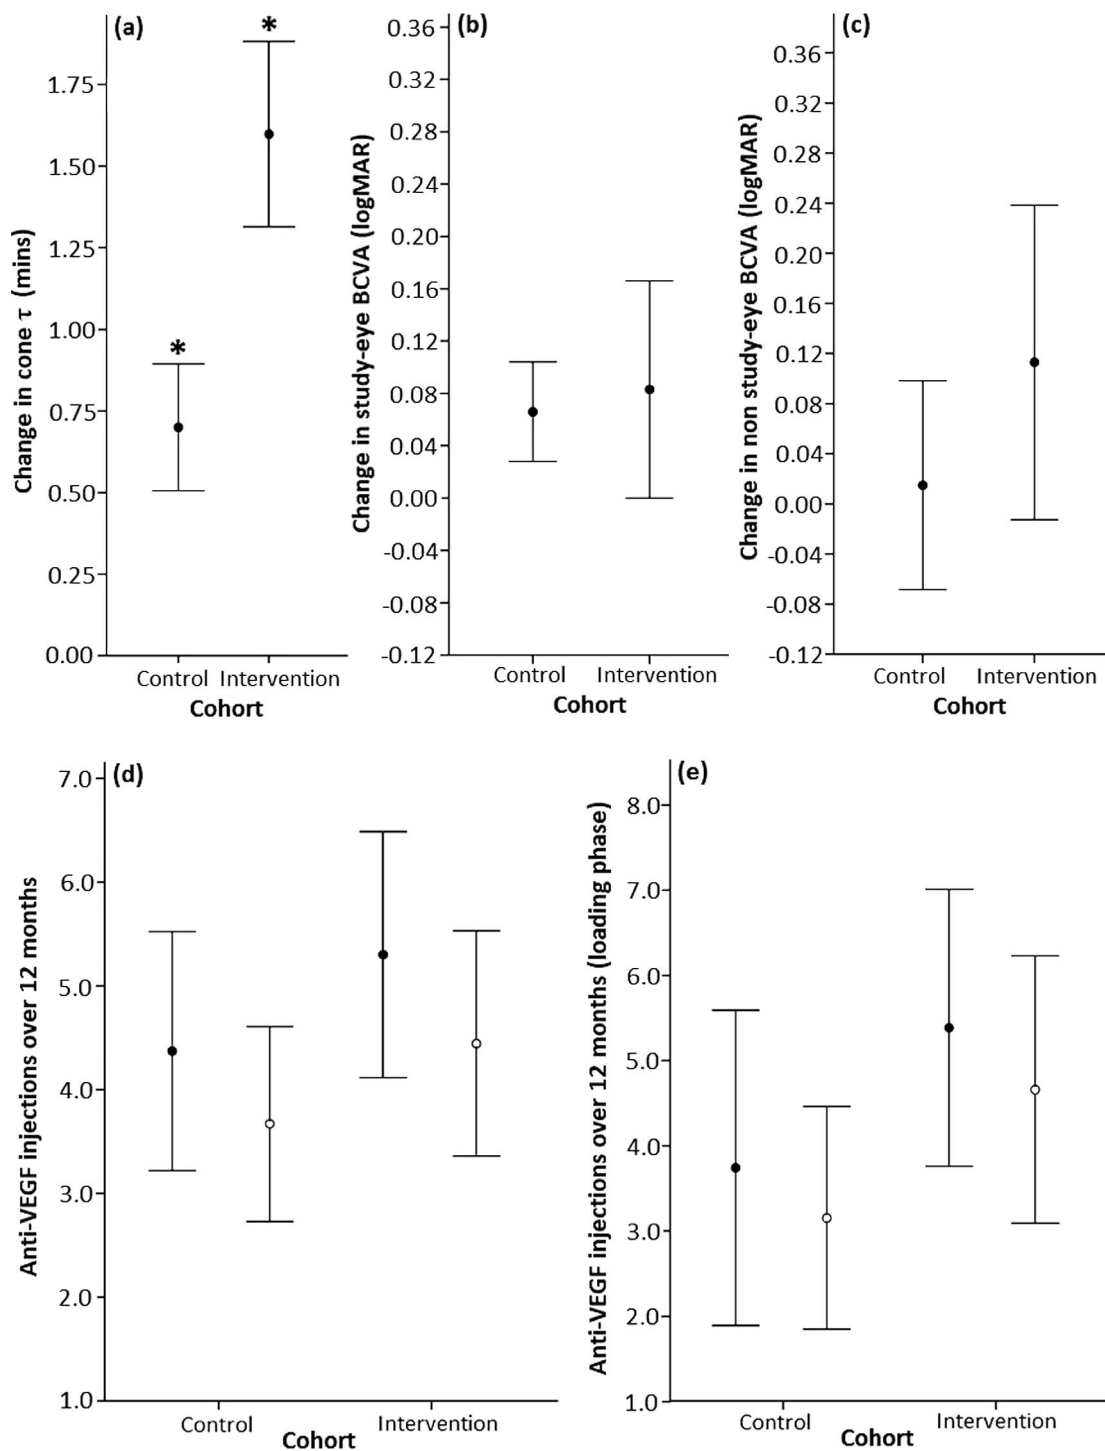 (a)
*
*
Change in cone τ (mins)
1.75
1.50
1.25
1.00
0.75
0.50
0.25
0.00
Control Intervention
Cohort
(b)
Change in study-eye BCVA (logMAR)
0.36
0.32
0.28
0.24
0.20
0.16
0.12
0.08
0.04
0.00
-0.04
-0.08
-0.12
Control Intervention
Cohort
(c)
Change in non study-eye BCVA (logMAR)
0.36
0.32
0.28
0.24
0.20
0.16
0.12
0.08
0.04
0.00
-0.04
-0.08
-0.12
Control Intervention
Cohort
(d)
Anti-VEGF injections over 12 months
7.0
6.0
5.0
4.0
3.0
2.0
1.0
Control Intervention
Cohort
(e)
Anti-VEGF injections over 12 months (loading phase)
8.0
7.0
6.0
5.0
4.0
3.0
2.0
1.0
Control Intervention
Cohort